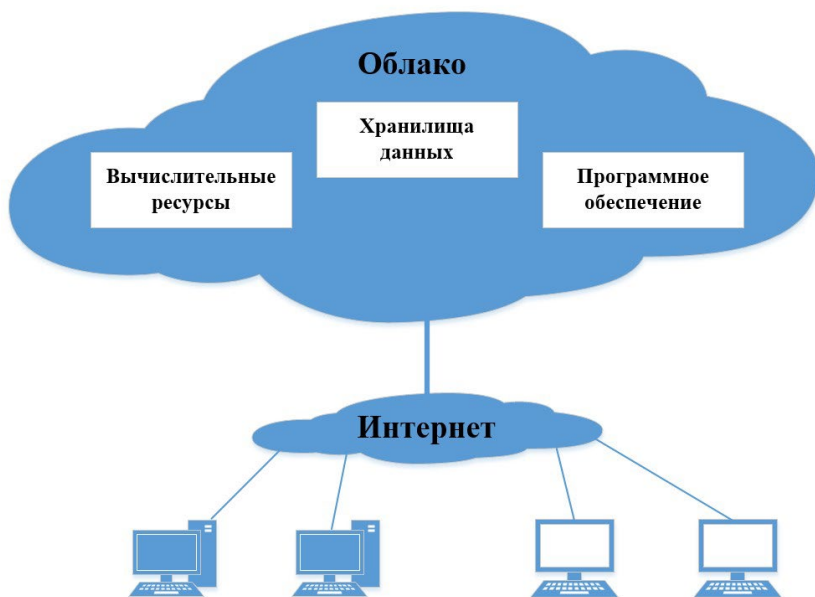 Облако
Хранилища
данных
Вычислительные
ресурсы
Программное
обеспечение
Интернет